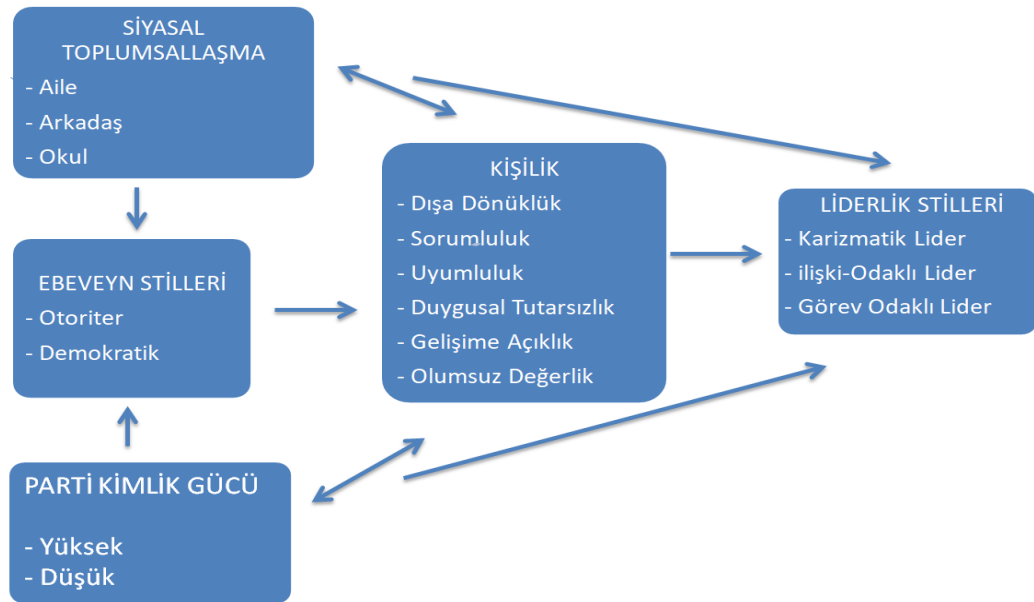 SİYASAL
TOPLUMSALLAŞMA
- Aile
- Arkadaş
- Okul
EBEVEYN STİLLERİ
- Otoriter
- Demokratik
PARTİ KİMLİK GÜCÜ
- Yüksek
- Düşük
KİŞİLİK
- Dışa Dönüklük
- Sorumluluk
- Uyumluluk
- Duygusal Tutarsızlık
- Gelişime Açıklık
- Olumsuz Değerlik
LİDERLİK STİLLERİ
- Karizmatik Lider
- ilişki-Odaklı Lider
- Görev Odaklı Lider